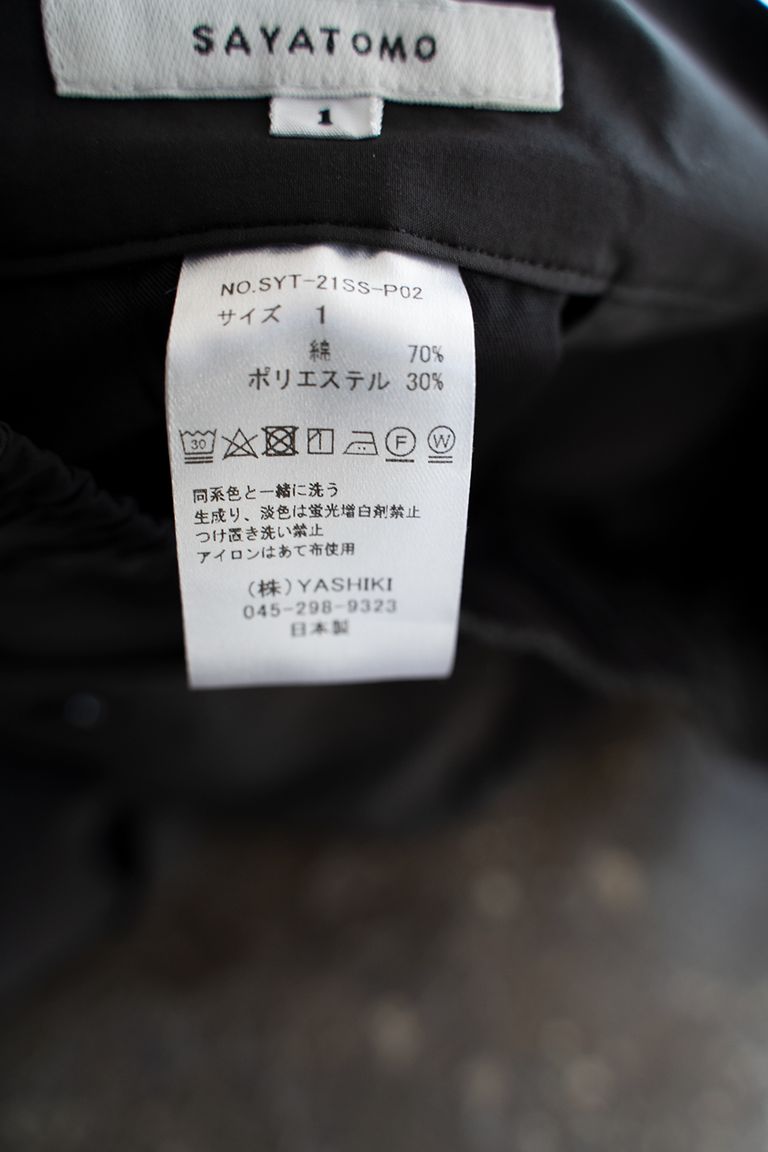 SAYATOMO
1
NO.SYT-21SS-P02
サイズ 1
綿 70%
ポリエステル 30%
30 F W
同系色と一緒に洗う
生成り、淡色は蛍光増白剤禁止
つけ置き洗い禁止
アイロンはあて布使用
(株)YASHIKI
045-298-9323
日本製